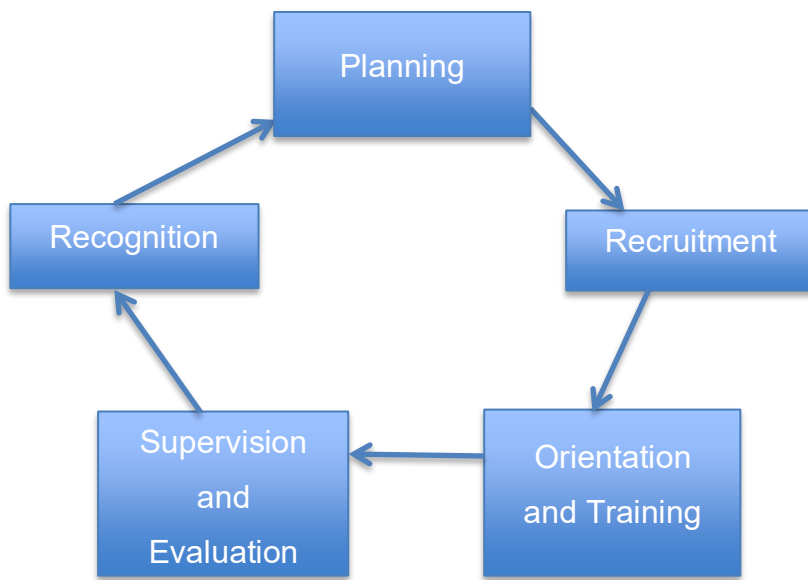 Planning
Recruitment
Orientation
and Training
Supervision
and
Evaluation
Recognition